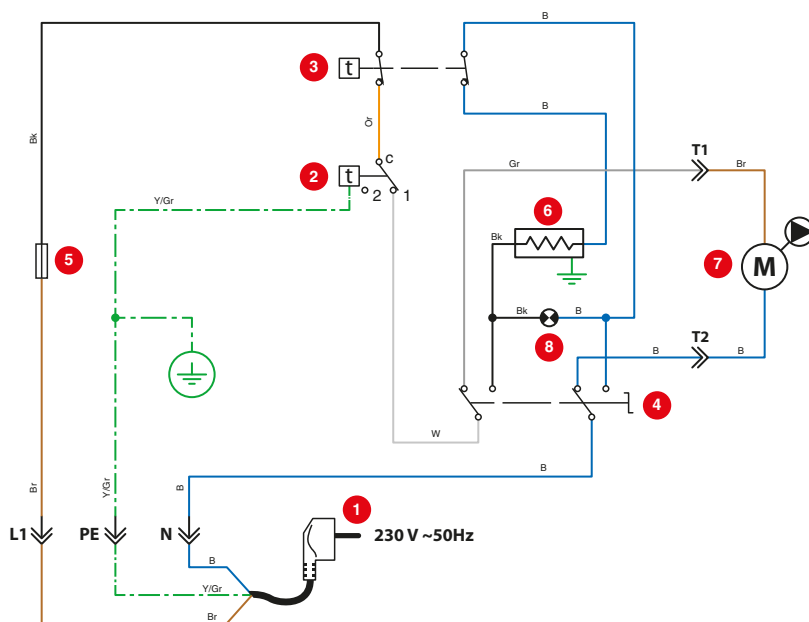 B
3
t
B
Bk
Or
T1
C
Gr
Br
2
t
2
1
Y/Gr
6
Bk
5
7
M
Bk
B
8
T2
B
B
4
W
B
Br
Y/Gr
B
1
L1
PE
N
230 V ~50Hz
B
Y/Gr
Br